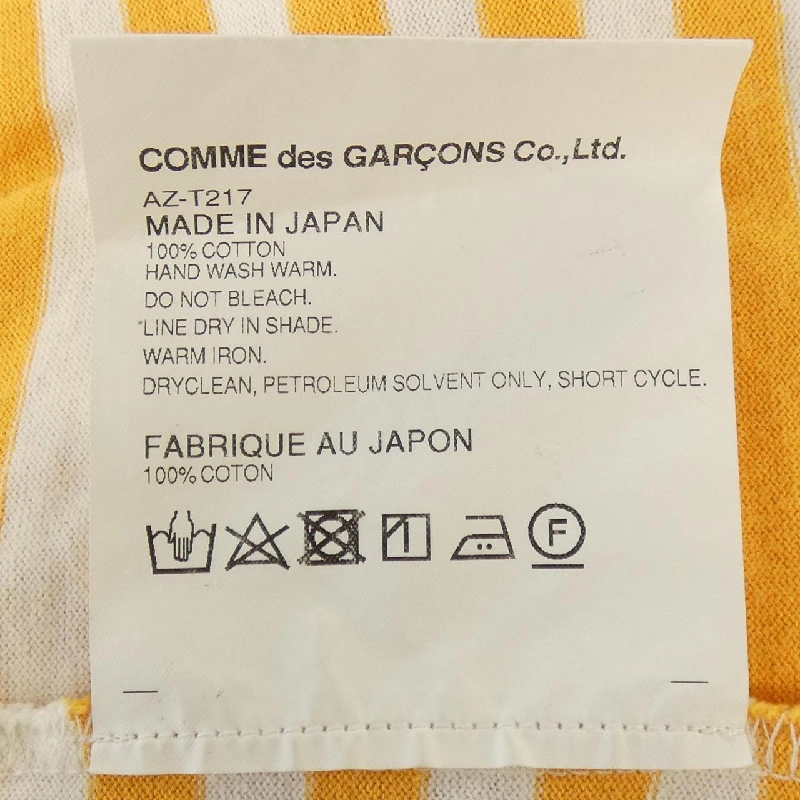 COMME des GARÇONS Co.,Ltd.
AZ-T217
MADE IN JAPAN
100% COTTON
HAND WASH WARM.
DO NOT BLEACH.
LINE DRY IN SHADE.
WARM IRON.
DRYCLEAN, PETROLEUM SOLVENT ONLY, SHORT CYCLE.
FABRIQUE AU JAPON
100% COTON
F